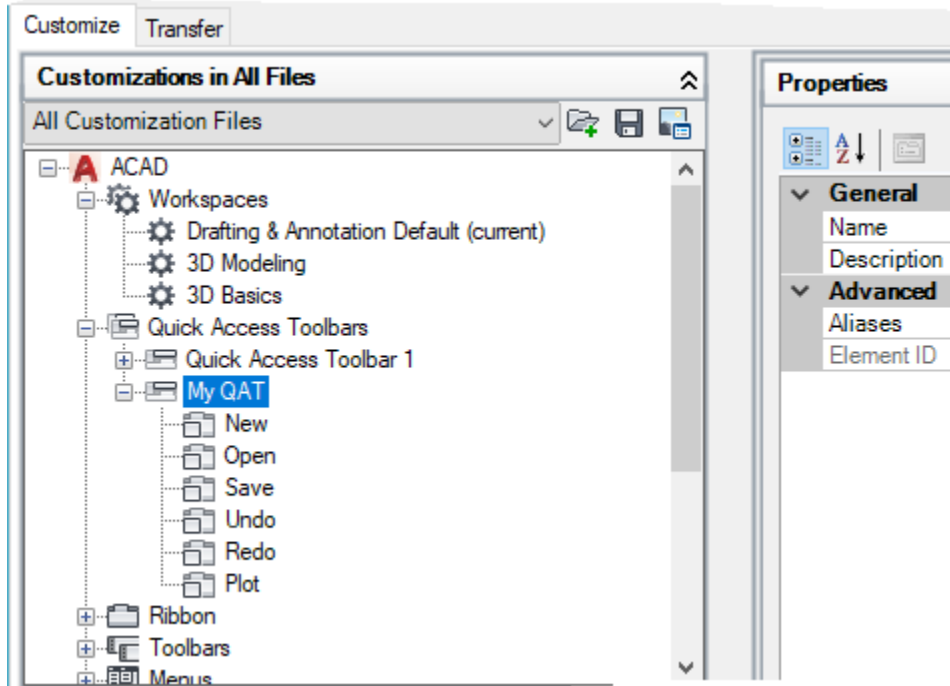 Customize Transfer
Customizations in All Files
All Customization Files
ACAD
Workspaces
Drafting & Annotation Default (current)
3D Modeling
3D Basics
Quick Access Toolbars
Quick Access Toolbar 1
My QAT
New
Open
Save
Undo
Redo
Plot
Ribbon
Toolbars
Menus
Properties
General
Name
Description
Advanced
Aliases
Element ID